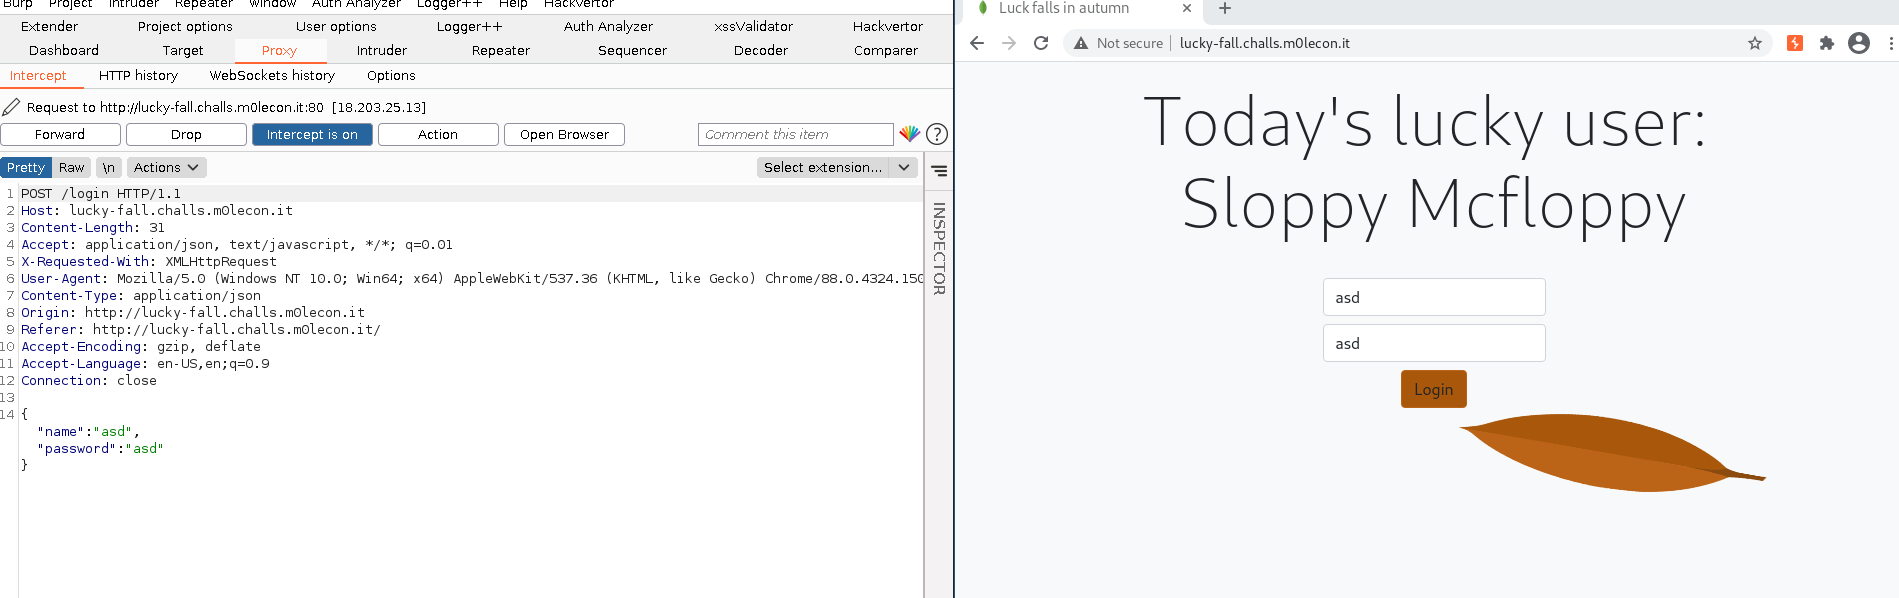 Burp Project Intruder Repeater Window Auth Analyzer Logger++ Help Hackvertor
Extender Project options User options Logger++ Auth Analyzer xssValidator Hackvertor
Dashboard Target Proxy Intruder Repeater Sequencer Decoder Comparer
Intercept HTTP history WebSockets history Options
Request to http://lucky-fall.challs.m0lecon.it:80 [18.203.25.13]
Forward Drop Intercept is on Action Open Browser Comment this item ?
Pretty Raw \n Actions Select extension...
1 POST /login HTTP/1.1
2 Host: lucky-fall.challs.m0lecon.it
3 Content-Length: 31
4 Accept: application/json, text/javascript, */*; q=0.01
5 X-Requested-With: XMLHttpRequest
6 User-Agent: Mozilla/5.0 (Windows NT 10.0; Win64; x64) AppleWebKit/537.36 (KHTML, like Gecko) Chrome/88.0.4324.150
7 Content-Type: application/json
8 Origin: http://lucky-fall.challs.m0lecon.it
9 Referer: http://lucky-fall.challs.m0lecon.it/
10 Accept-Encoding: gzip, deflate
11 Accept-Language: en-US,en;q=0.9
12 Connection: close
13
14 {
"name":"asd",
"password":"asd"
}
INSPECTOR
Luck falls in autumn
Not secure lucky-fall.challs.m0lecon.it
Today's lucky user:
Sloppy Mcfloppy
asd
asd
Login